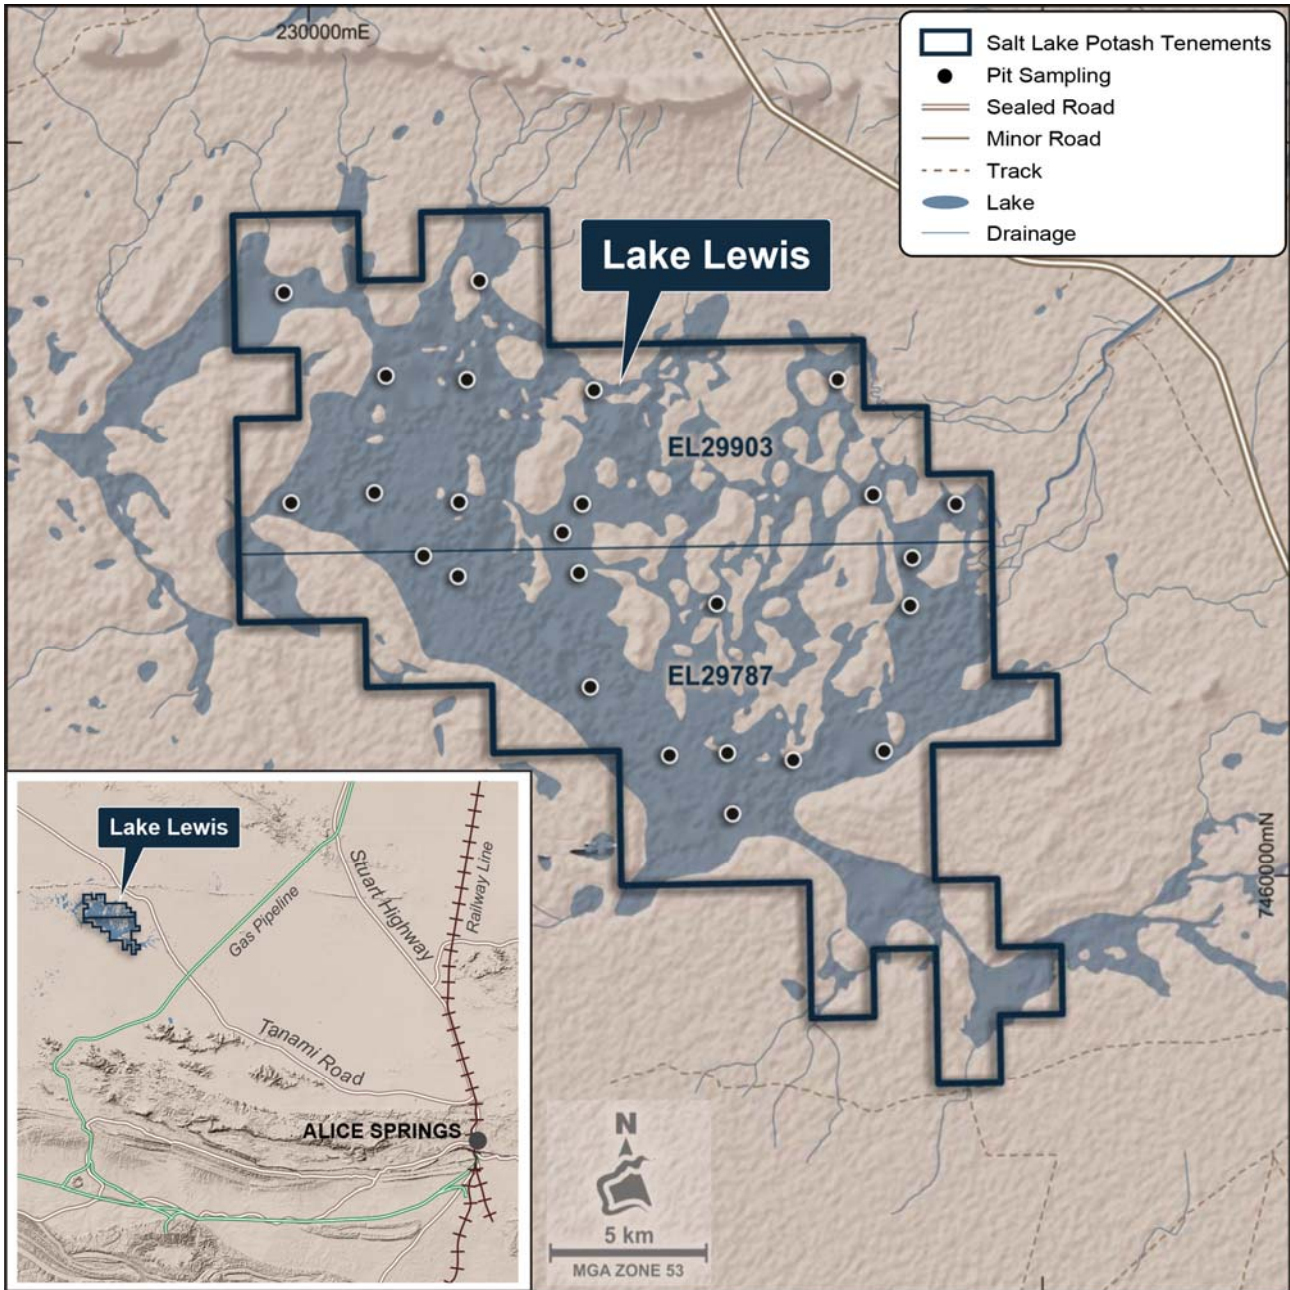 230000mE
Salt Lake Potash Tenements
Pit Sampling
Sealed Road
Minor Road
Track
Lake
Drainage
Lake Lewis
EL29903
EL29787
7460000mN
Lake Lewis
Gas Pipeline
Stuart Highway
Railway Line
Tanami Road
ALICE SPRINGS
N
5 km
MGA ZONE 53